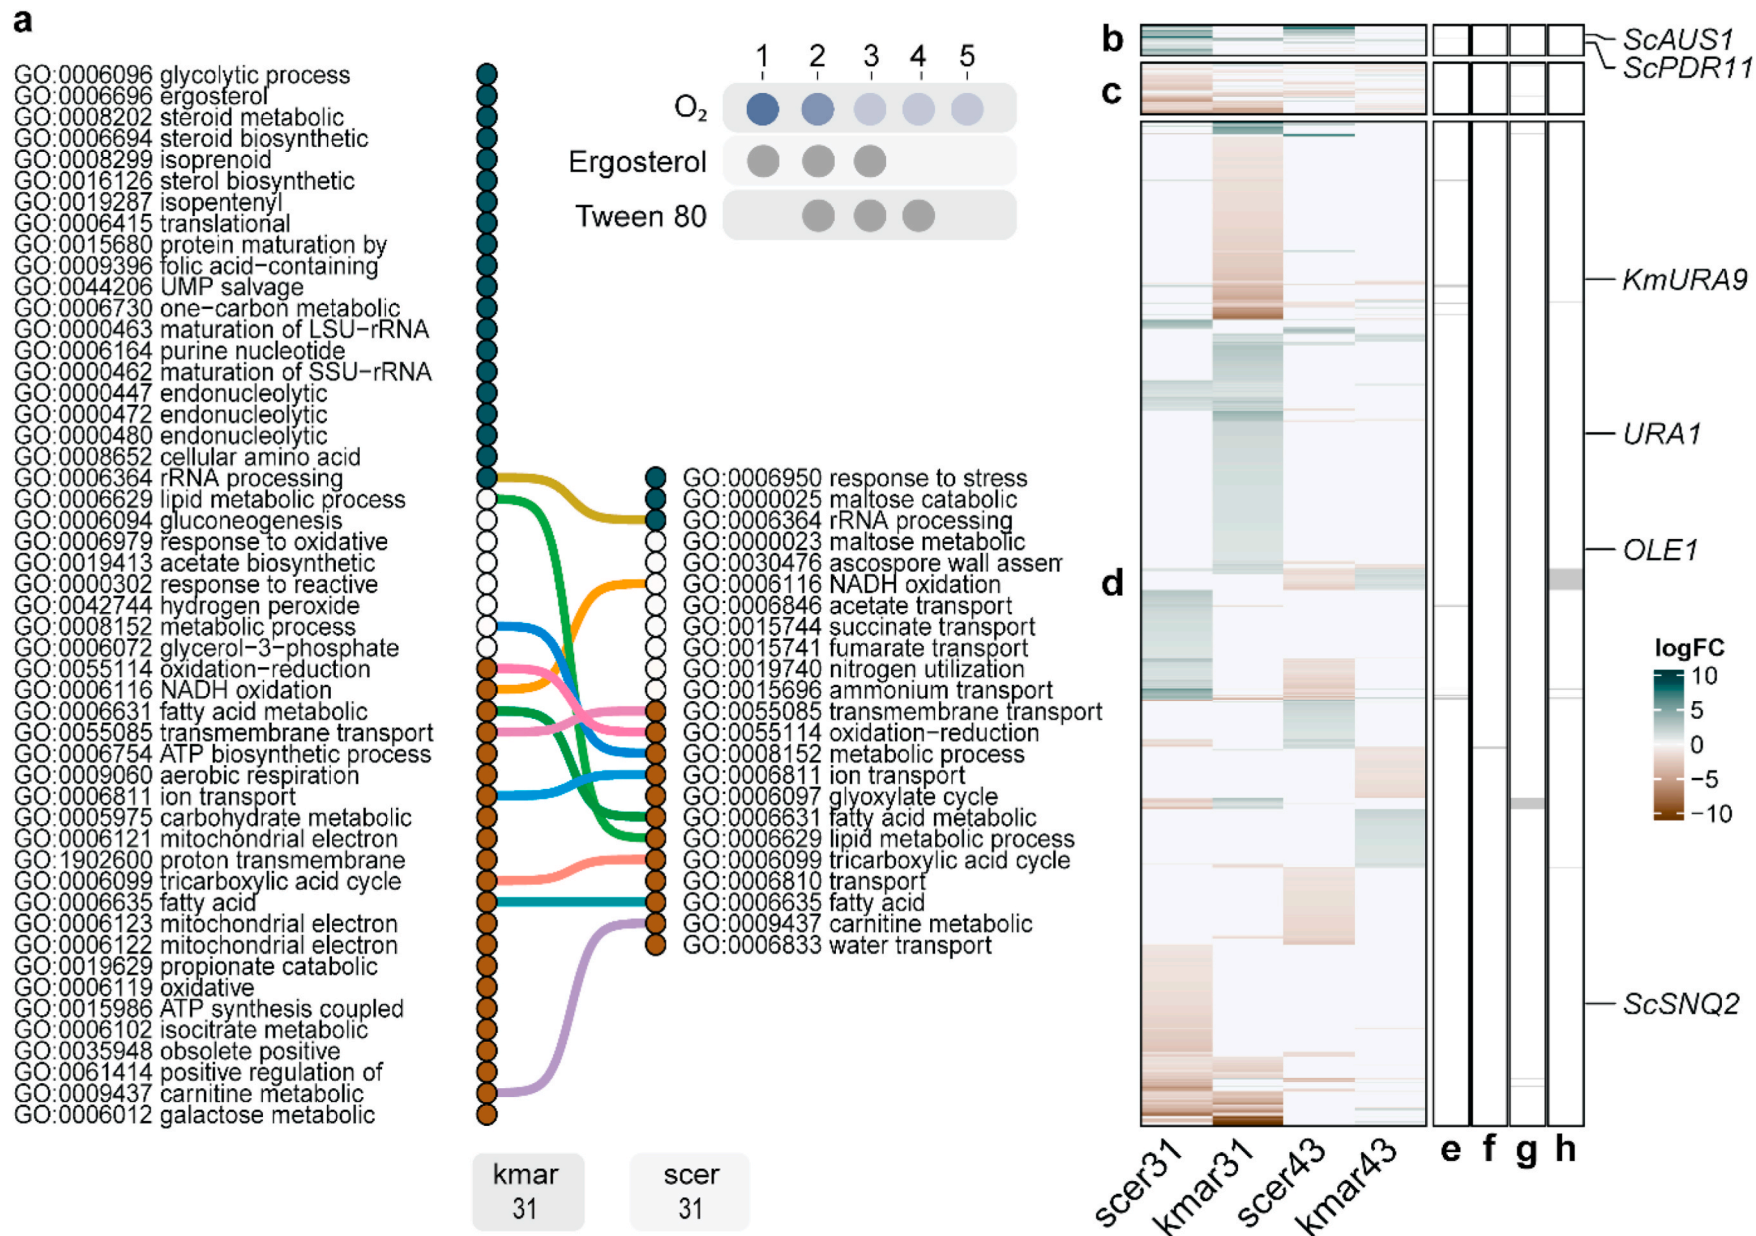 a
GO:0006096 glycolytic process
GO:0006696 ergosterol
GO:0008202 steroid metabolic
GO:0006694 steroid biosynthetic
GO:0008299 isoprenoid
GO:0016126 sterol biosynthetic
GO:0019287 isopentenyl
GO:0006415 translational
GO:0015680 protein maturation by
GO:0009396 folic acid−containing
GO:0044206 UMP salvage
GO:0006730 one−carbon metabolic
GO:0000463 maturation of LSU−rRNA
GO:0006164 purine nucleotide
GO:0000462 maturation of SSU−rRNA
GO:0000447 endonucleolytic
GO:0000472 endonucleolytic
GO:0000480 endonucleolytic
GO:0008652 cellular amino acid
GO:0006364 rRNA processing
GO:0006629 lipid metabolic process
GO:0006094 gluconeogenesis
GO:0006979 response to oxidative
GO:0019413 acetate biosynthetic
GO:0000302 response to reactive
GO:0042744 hydrogen peroxide
GO:0008152 metabolic process
GO:0006072 glycerol−3−phosphate
GO:0055114 oxidation−reduction
GO:0006116 NADH oxidation
GO:0006631 fatty acid metabolic
GO:0055085 transmembrane transport
GO:0006754 ATP biosynthetic process
GO:0009060 aerobic respiration
GO:0006811 ion transport
GO:0005975 carbohydrate metabolic
GO:0006121 mitochondrial electron
GO:1902600 proton transmembrane
GO:0006099 tricarboxylic acid cycle
GO:0006635 fatty acid
GO:0006123 mitochondrial electron
GO:0006122 mitochondrial electron
GO:0019629 propionate catabolic
GO:0006119 oxidative
GO:0015986 ATP synthesis coupled
GO:0006102 isocitrate metabolic
GO:0035948 obsolete positive
GO:0061414 positive regulation of
GO:0009437 carnitine metabolic
GO:0006012 galactose metabolic
GO:0006950 response to stress
GO:0000025 maltose catabolic
GO:0006364 rRNA processing
GO:0000023 maltose metabolic
GO:0030476 ascospore wall assem
GO:0006116 NADH oxidation
GO:0006846 acetate transport
GO:0015744 succinate transport
GO:0015741 fumarate transport
GO:0019740 nitrogen utilization
GO:0015696 ammonium transport
GO:0055085 transmembrane transport
GO:0055114 oxidation−reduction
GO:0008152 metabolic process
GO:0006811 ion transport
GO:0006097 glyoxylate cycle
GO:0006631 fatty acid metabolic
GO:0006629 lipid metabolic process
GO:0006099 tricarboxylic acid cycle
GO:0006810 transport
GO:0006635 fatty acid
GO:0009437 carnitine metabolic
GO:0006833 water transport
kmar
31
scer
31
1 2 3 4 5
O₂
Ergosterol
Tween 80
b
c
d
ScAUS1
ScPDR11
KmURA9
URA1
OLE1
ScSNQ2
logFC
10
5
0
−5
−10
scer31
kmar31
scer43
kmar43
e f g h